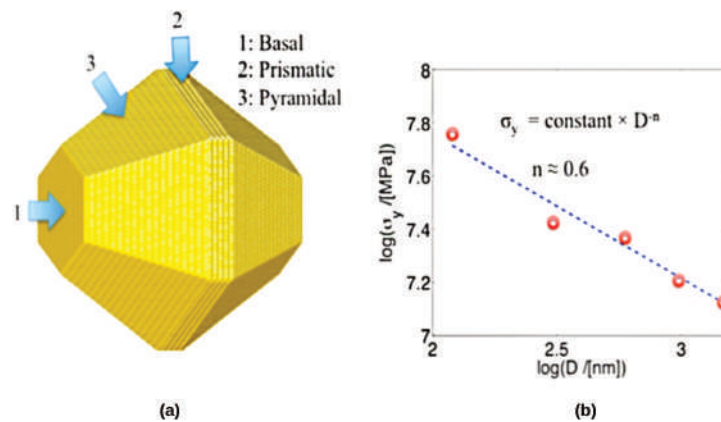 2
3
1: Basal
2: Prismatic
3: Pyramidal
1
(a)
8
7.8
7.6
7.4
7.2
7
σy = constant × D-n
n ≈ 0.6
log(σy /[MPa])
2
2.5
3
log(D /[nm])
(b)